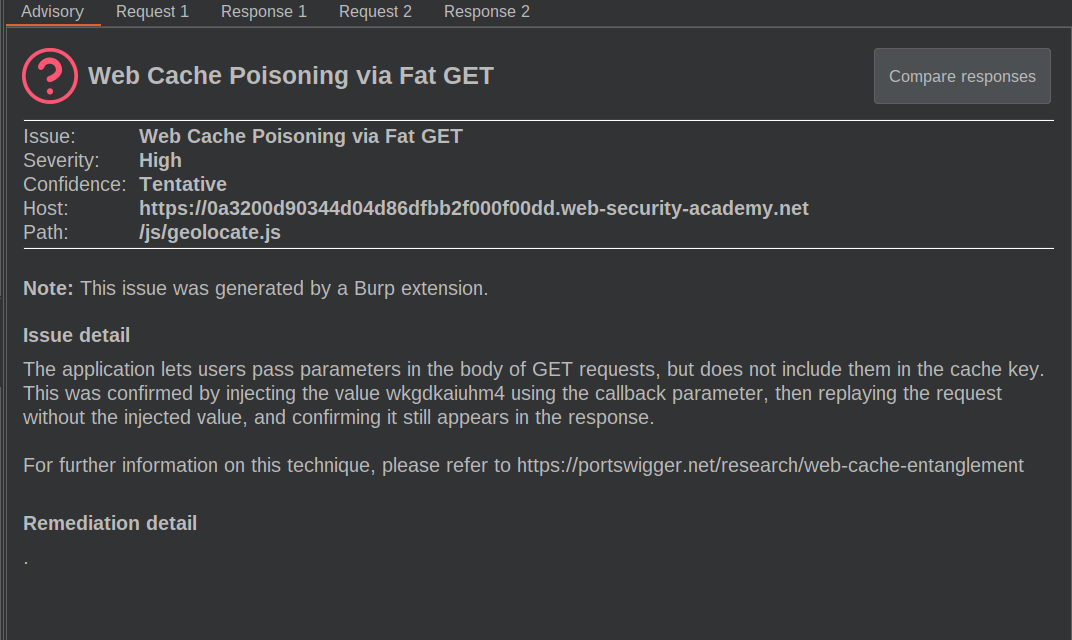 Advisory Request 1 Response 1 Request 2 Response 2
Web Cache Poisoning via Fat GET
Compare responses
Issue: Web Cache Poisoning via Fat GET
Severity: High
Confidence: Tentative
Host: https://0a3200d90344d04d86dfbb2f000f00dd.web-security-academy.net
Path: /js/geolocate.js
Note: This issue was generated by a Burp extension.
Issue detail
The application lets users pass parameters in the body of GET requests, but does not include them in the cache key.
This was confirmed by injecting the value wkgdkaiuhm4 using the callback parameter, then replaying the request
without the injected value, and confirming it still appears in the response.
For further information on this technique, please refer to https://portswigger.net/research/web-cache-entanglement
Remediation detail
.